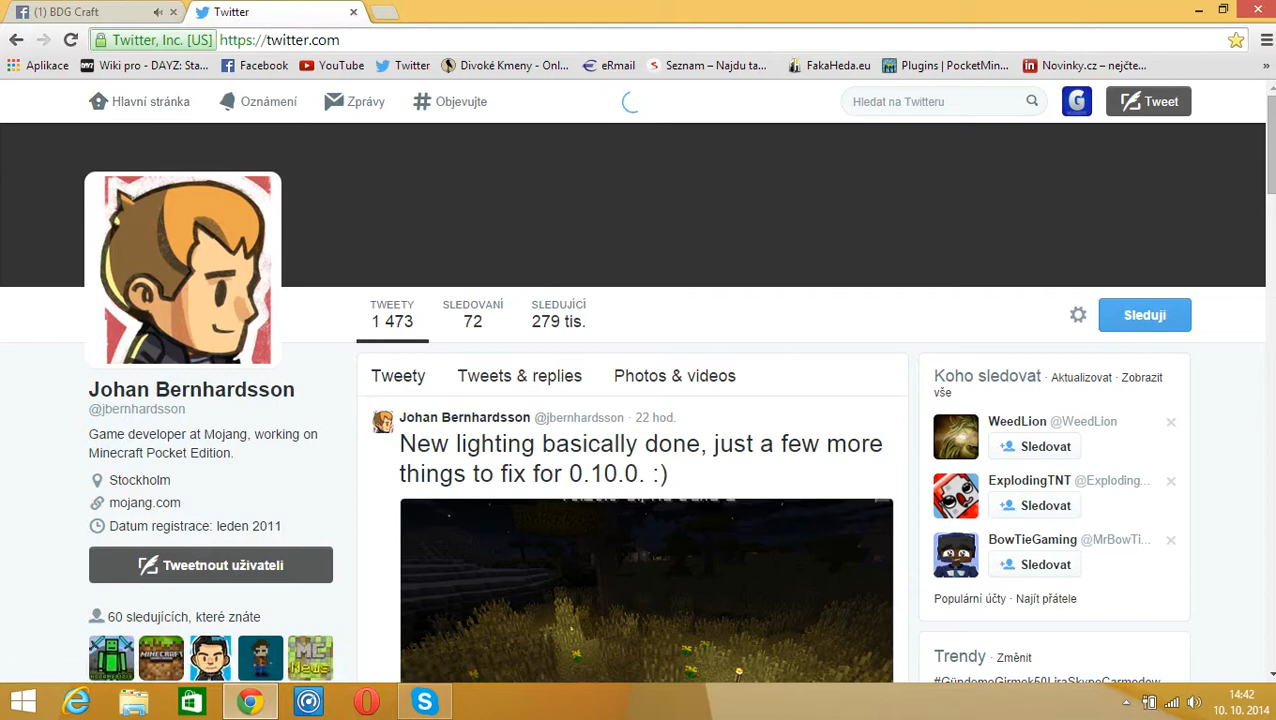 (1) BDG Craft
Twitter
Twitter, Inc. [US] https://twitter.com
Aplikace
Wiki pro - DAYZ: Sta...
Facebook
YouTube
Twitter
Divoké Kmeny - Onl...
eRmail
Seznam – Najdu ta...
FakaHeda.eu
Plugins | PocketMin...
Novinky.cz – nejčte...
»
Hlavní stránka
Oznámení
Zprávy
Objevujte
Hledat na Twitteru
Tweet
TWEETY
1 473
SLEDOVANÍ
72
SLEDUJÍCÍ
279 tis.
Sleduji
Johan Bernhardsson
@jbernhardsson
Game developer at Mojang, working on
Minecraft Pocket Edition.
Stockholm
mojang.com
Datum registrace: leden 2011
Tweetnout uživateli
60 sledujících, které znáte
Tweety
Tweets & replies
Photos & videos
Johan Bernhardsson @jbernhardsson · 22 hod.
New lighting basically done, just a few more
things to fix for 0.10.0. :)
Koho sledovat · Aktualizovat · Zobrazit
vše
WeedLion @WeedLion
Sledovat
ExplodingTNT @Exploding...
Sledovat
BowTieGaming @MrBowTi...
Sledovat
Populární účty · Najít přátele
Trendy · Změnit
#GündemeGirmek50LiraSkypeCarmedow
14:42
10. 10. 2014